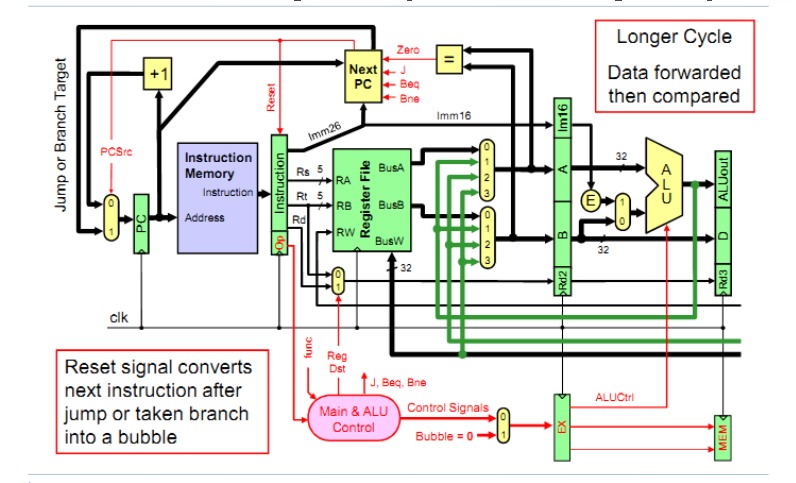 Longer Cycle
Data forwarded
then compared
Jump or Branch Target
+1
PCSrc
0
1
PC
Instruction
Memory
Instruction
Address
Reset
Instruction
Op
Next
PC
Zero
J
Beq
Bne
=
Imm26
Imm16
Rs 5
Rt 5
Rd
RA
RB
RW
Register File
BusA
BusB
BusW
32
0
1
2
3
0
1
2
3
0
1
Im16
A
B
Rd2
E
1
0
32
32
ALU
ALUout
D
Rd3
clk
Reset signal converts
next instruction after
jump or taken branch
into a bubble
func
Reg
Dst
J, Beq, Bne
Main & ALU
Control
Control Signals
Bubble = 0
0
1
EX
ALUCtrl
MEM